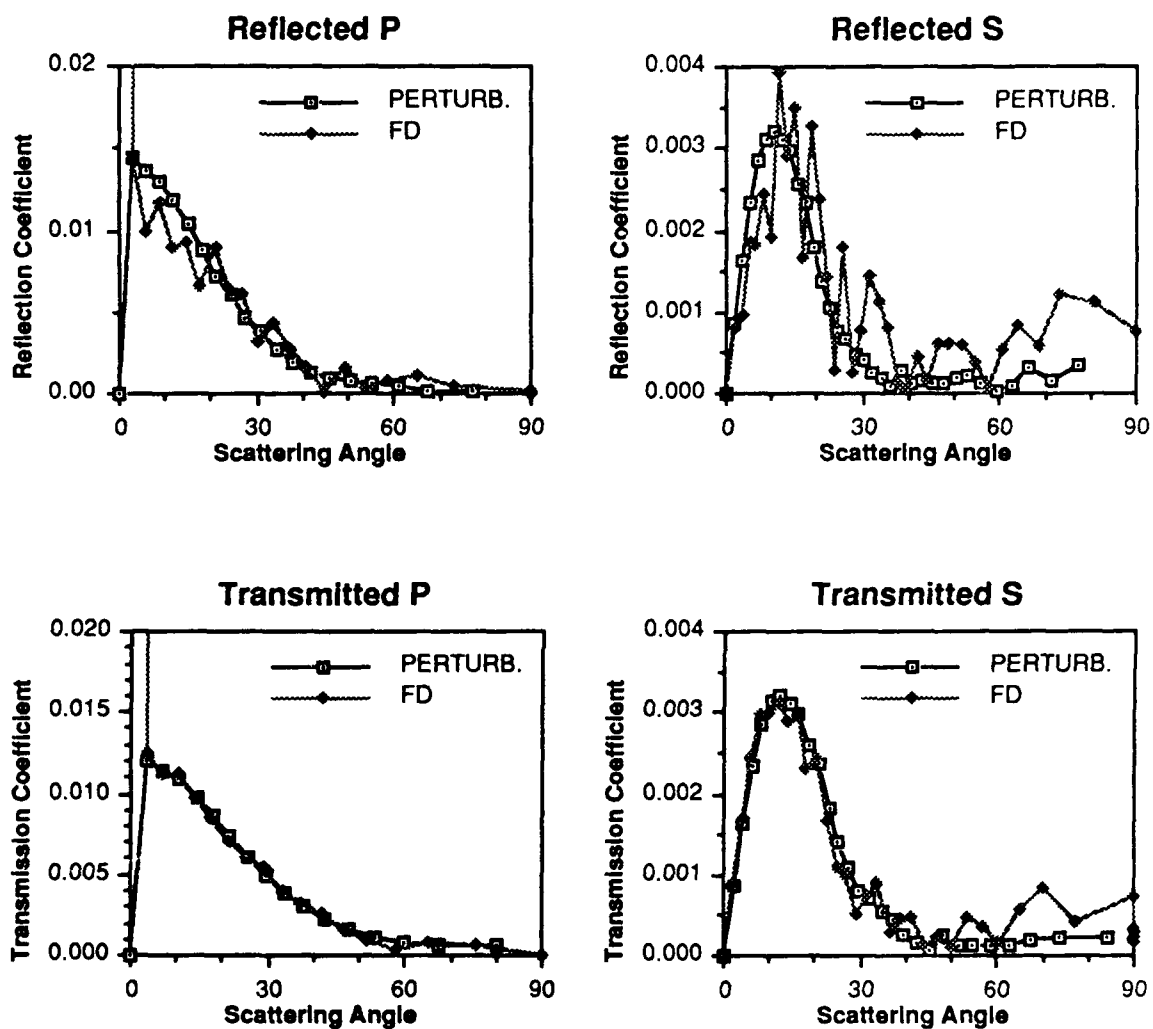 Reflected P
0.02
PERTURB.
FD
0.01
0.00
Reflection Coefficient
0 30 60 90
Scattering Angle
Reflected S
0.004
PERTURB.
FD
0.003
0.002
0.001
0.000
Reflection Coefficient
0 30 60 90
Scattering Angle
Transmitted P
0.020
PERTURB.
FD
0.015
0.010
0.005
0.000
Transmission Coefficient
0 30 60 90
Scattering Angle
Transmitted S
0.004
PERTURB.
FD
0.003
0.002
0.001
0.000
Transmission Coefficient
0 30 60 90
Scattering Angle